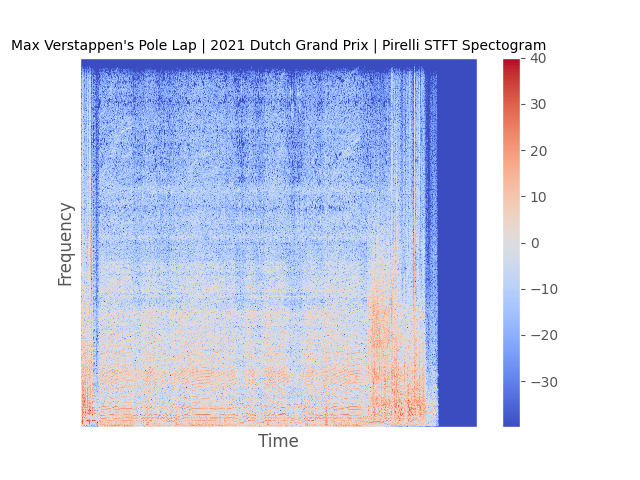 Max Verstappen's Pole Lap | 2021 Dutch Grand Prix | Pirelli STFT Spectogram
40
30
20
10
0
−10
−20
−30
Frequency
Time